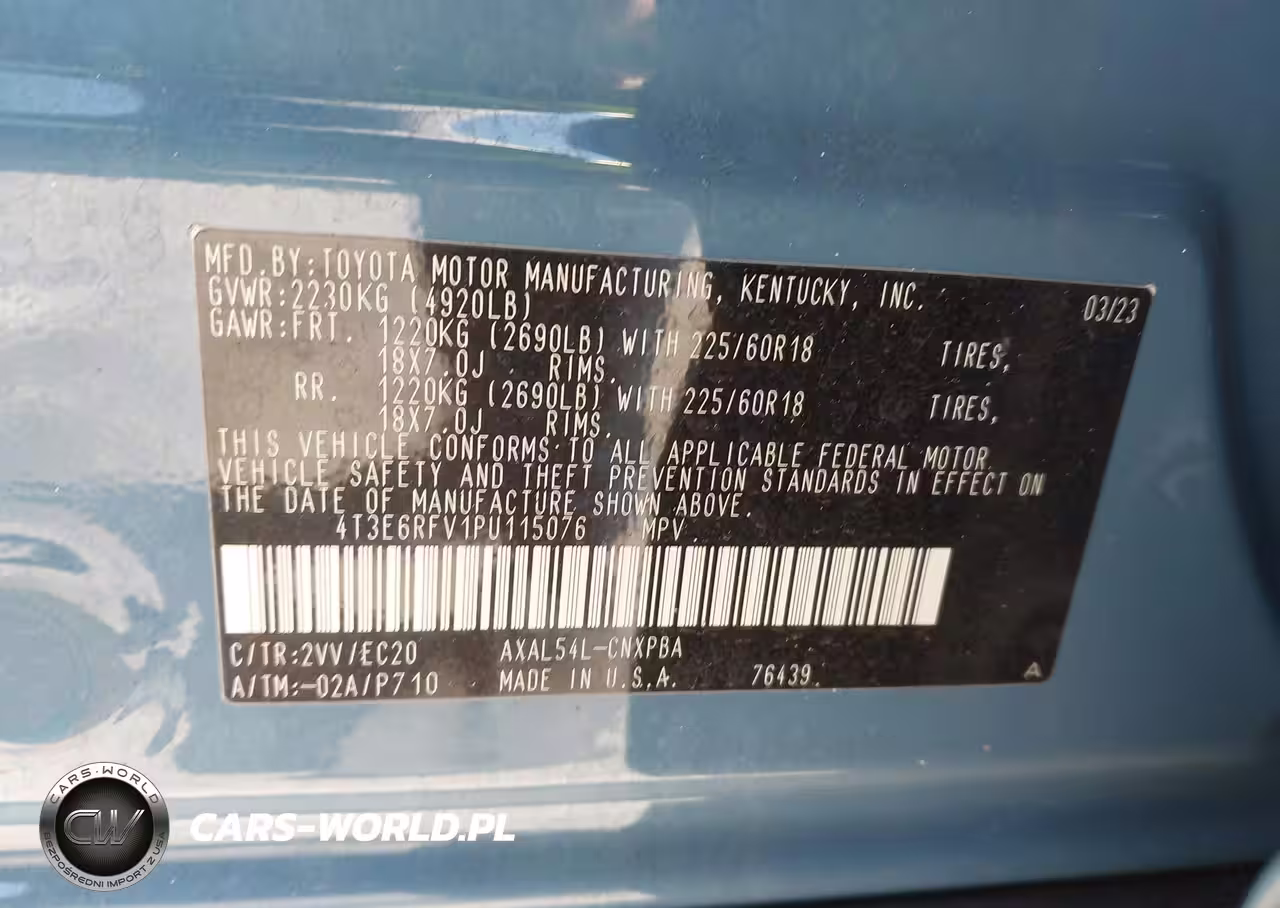 MFD.BY:TOYOTA MOTOR MANUFACTURING, KENTUCKY, INC. 03/23
GVWR:2230KG (4920LB)
GAWR:FRT. 1220KG (2690LB) WITH 225/60R18 TIRES,
18X7.0J RIMS,
RR. 1220KG (2690LB) WITH 225/60R18 TIRES,
18X7.0J RIMS.
THIS VEHICLE CONFORMS TO ALL APPLICABLE FEDERAL MOTOR
VEHICLE SAFETY AND THEFT PREVENTION STANDARDS IN EFFECT ON
THE DATE OF MANUFACTURE SHOWN ABOVE.
4T3E6RFV1PU115076 MPV
C/TR:2VV/EC20 AXAL54L-CNXPBA
A/TM:-02A/P710 MADE IN U.S.A. 76439 A
CARS-WORLD
CW
BEZPOŚREDNI IMPORT Z USA
CARS-WORLD.PL